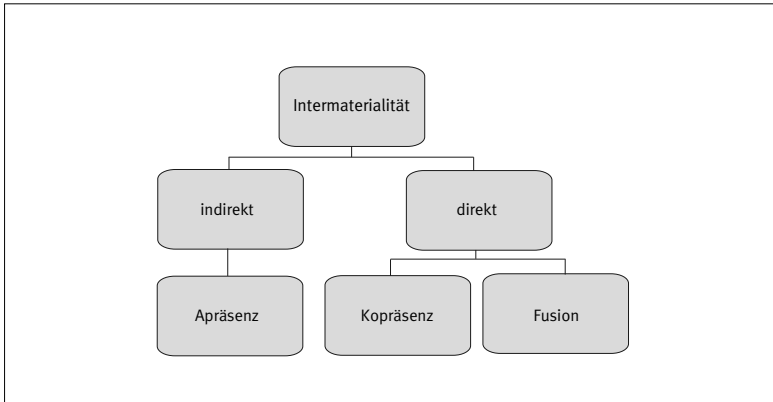 Intermaterialität
indirekt
direkt
Apräsenz
Kopräsenz
Fusion